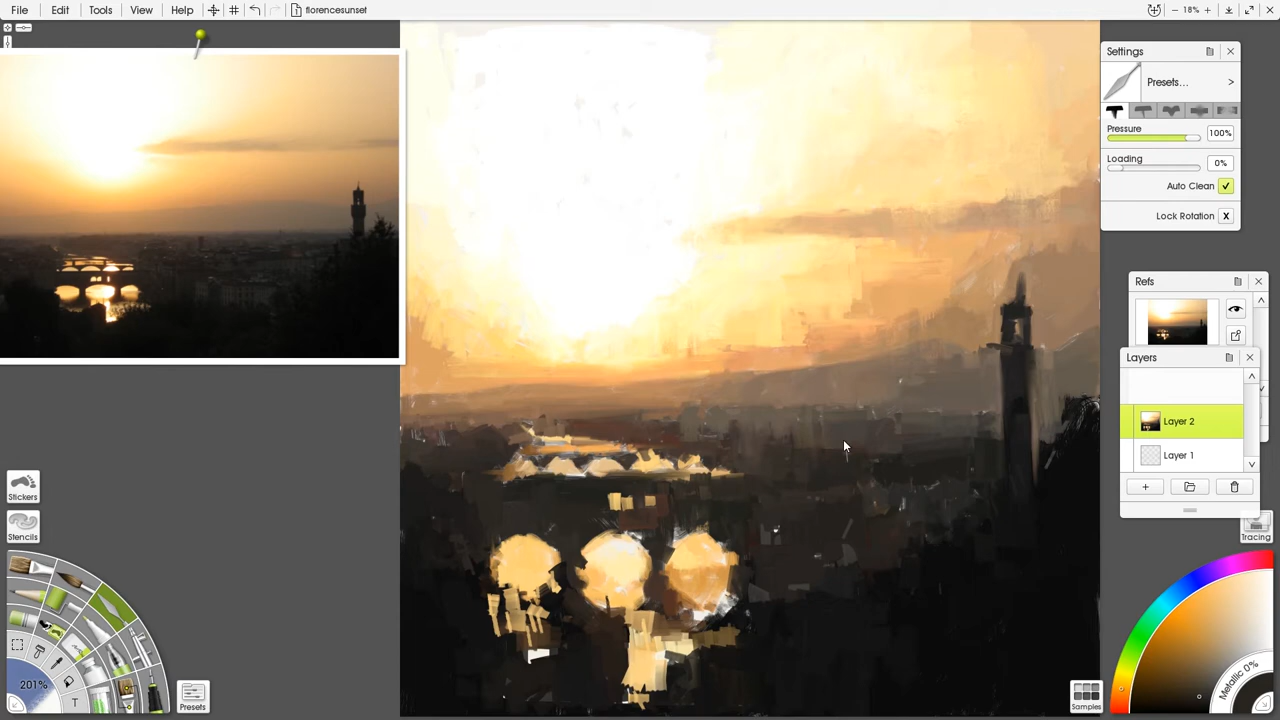 File Edit Tools View Help florencesunset 18%
Settings
Presets... >
Pressure
100%
Loading
0%
Auto Clean
Lock Rotation X
Refs
Layers
Layer 2
Layer 1
Stickers
Stencils
Tracing
201%
Presets
Samples
Metallic 0%
T